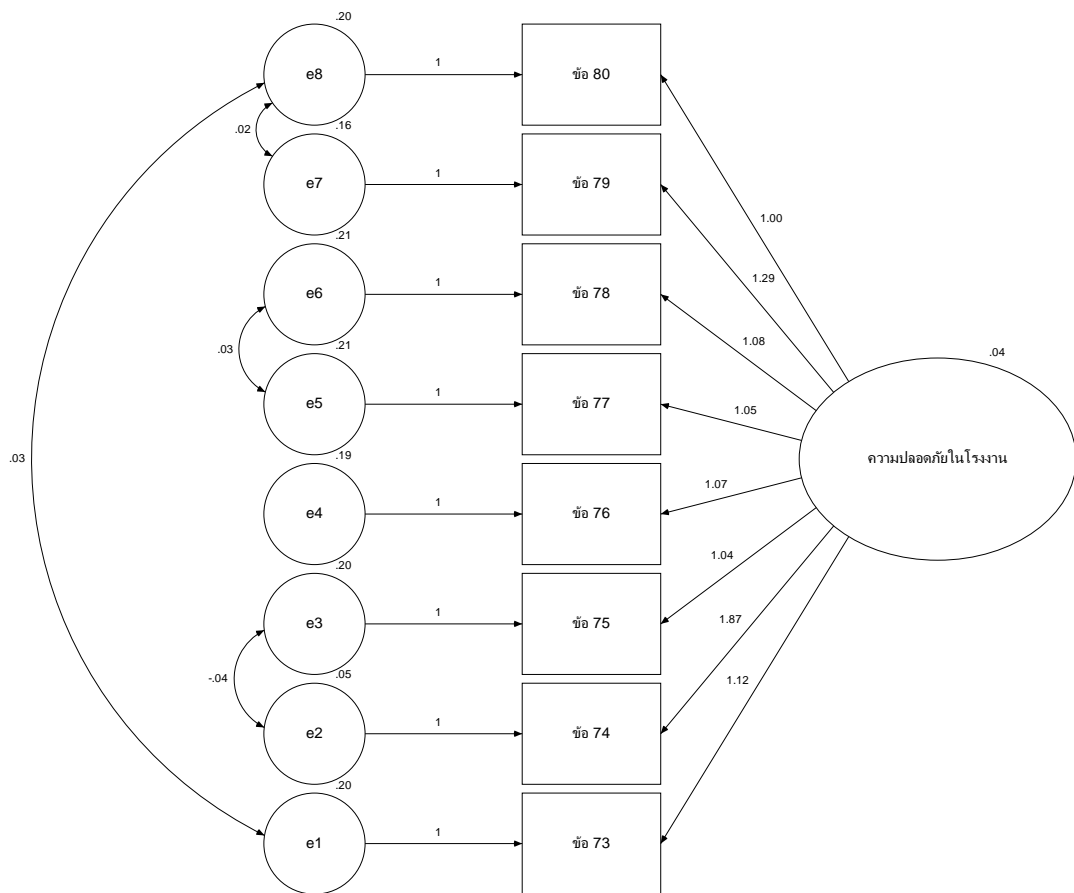 .20
e8
1
ข้อ 80
.02
.16
e7
1
ข้อ 79
1.00
.21
e6
1
ข้อ 78
1.29
.03
.21
e5
1
ข้อ 77
1.08
1.05
.04
.03
.19
e4
1
ข้อ 76
1.07
ความปลอดภัยในโรงงาน
.20
e3
1
ข้อ 75
1.04
-.04
.05
e2
1
ข้อ 74
1.87
1.12
.20
e1
1
ข้อ 73